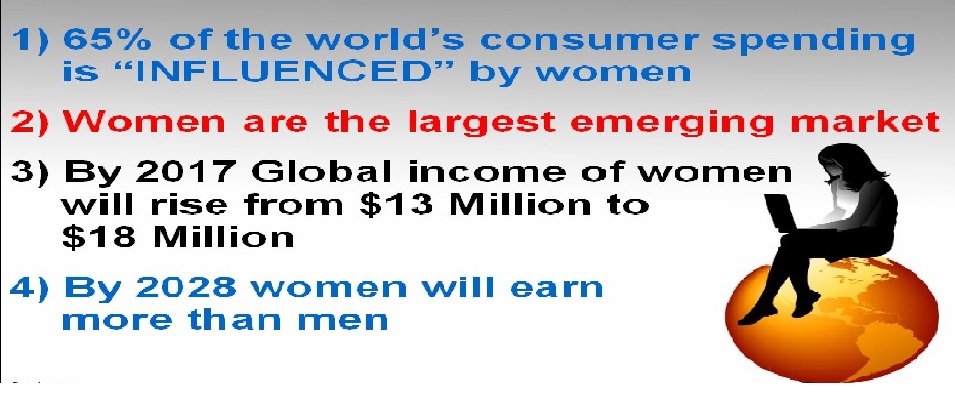 1) 65% of the world's consumer spending
is “INFLUENCED” by women
2) Women are the largest emerging market
3) By 2017 Global income of women
will rise from $13 Million to
$18 Million
4) By 2028 women will earn
more than men